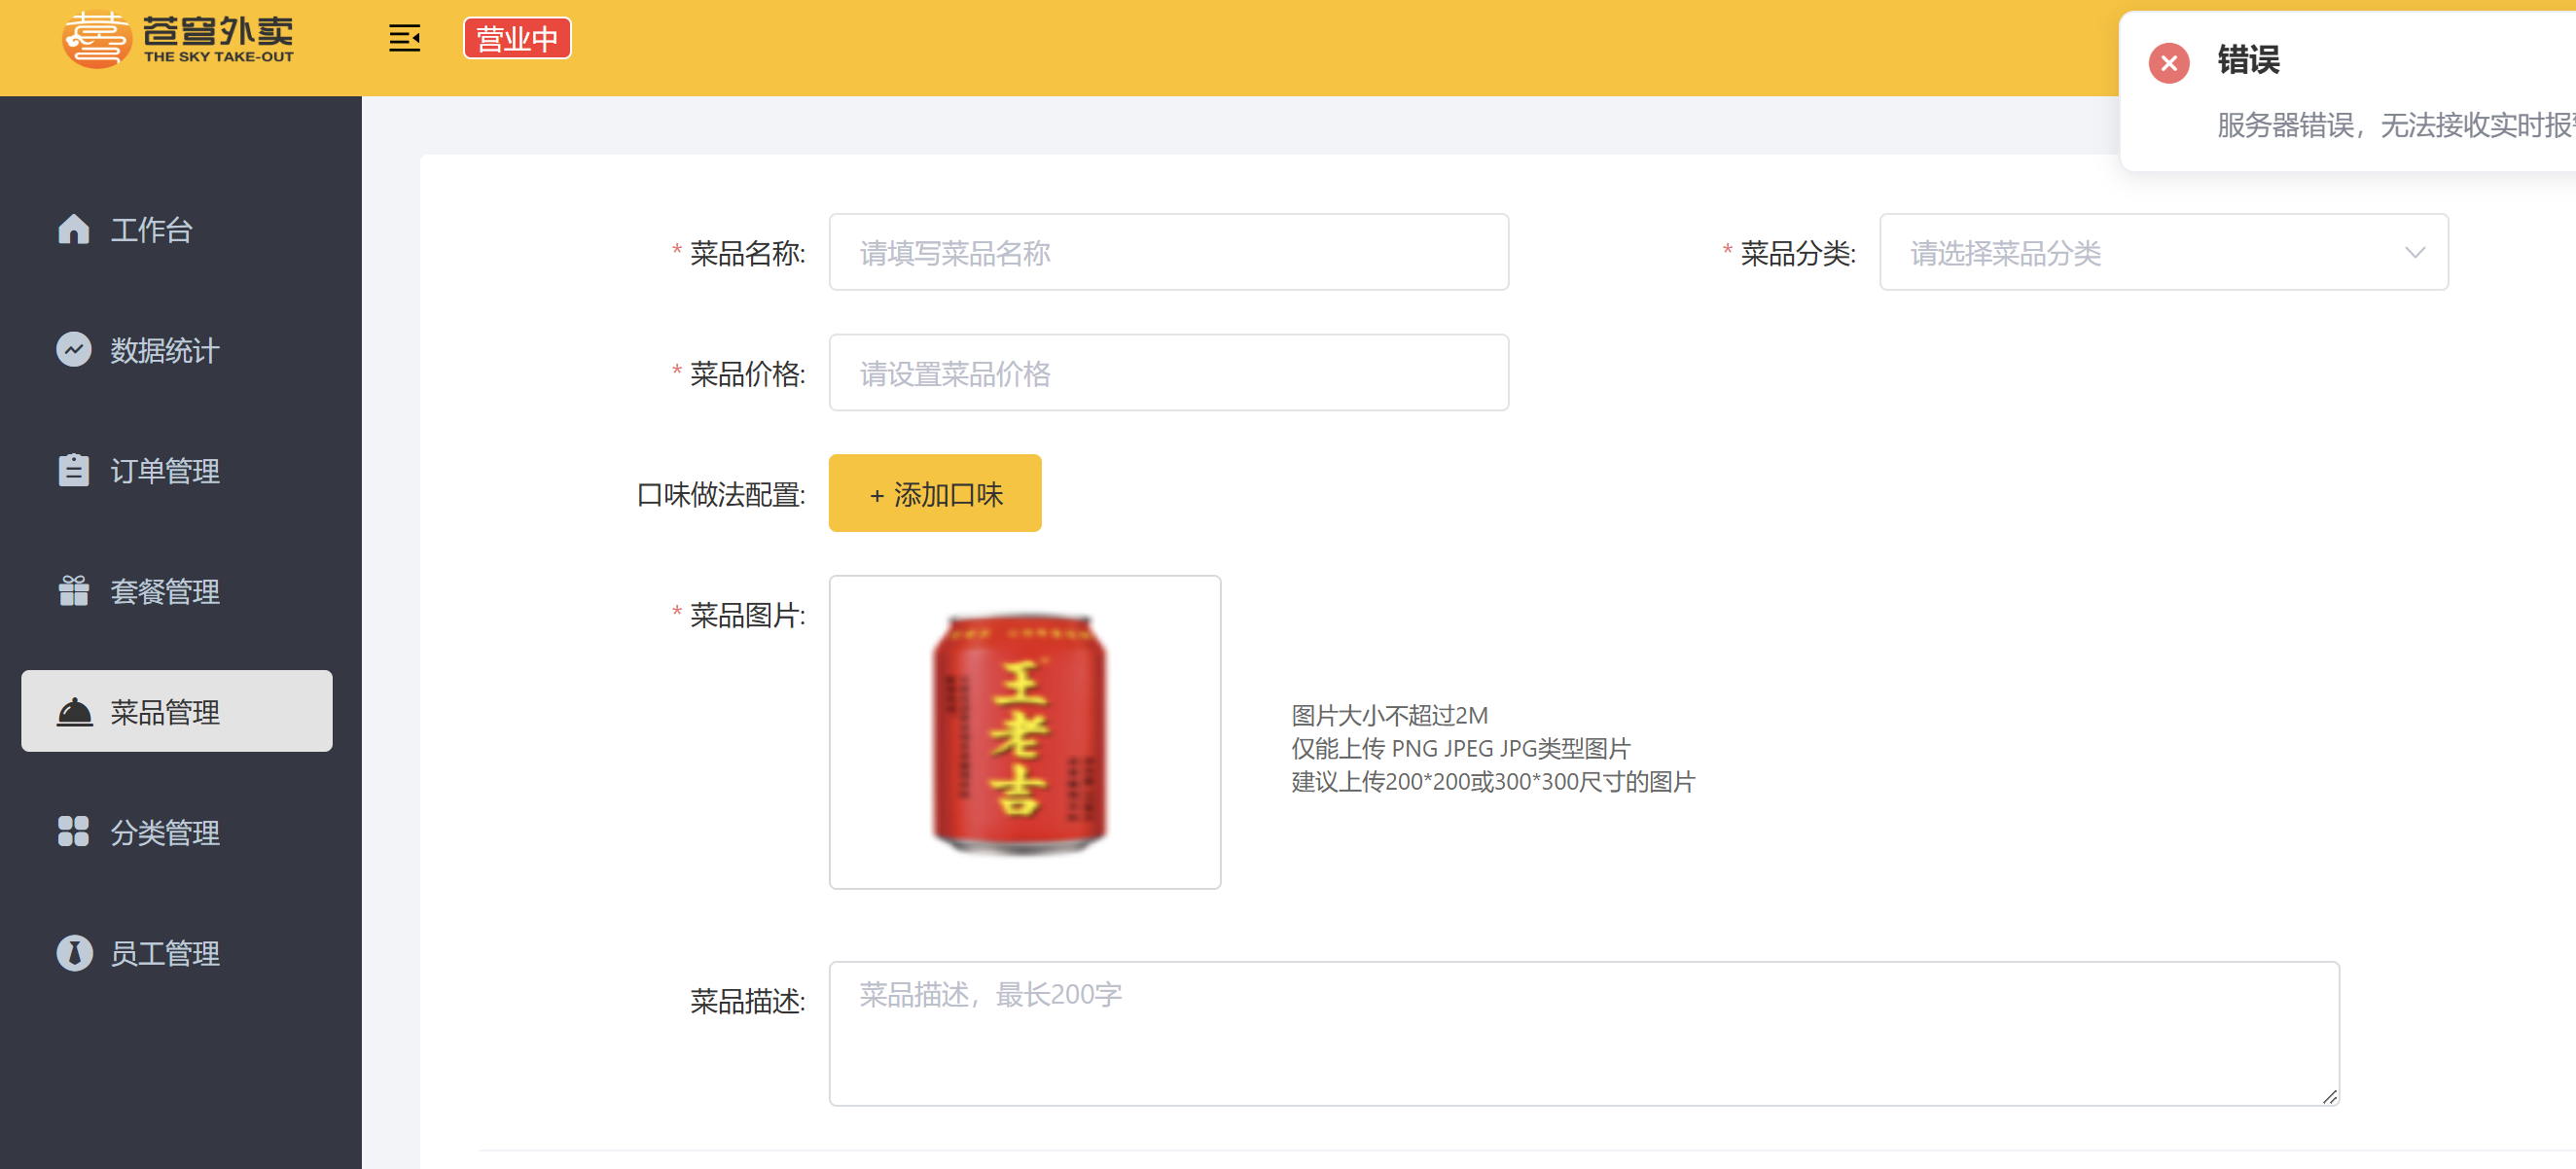 苍穹外卖
THE SKY TAKE-OUT
营业中
错误
服务器错误，无法接收实时报
工作台
数据统计
订单管理
套餐管理
菜品管理
分类管理
员工管理
* 菜品名称:
请填写菜品名称
* 菜品分类:
请选择菜品分类
* 菜品价格:
请设置菜品价格
口味做法配置:
+ 添加口味
* 菜品图片:
王老吉
图片大小不超过2M
仅能上传 PNG JPEG JPG类型图片
建议上传200*200或300*300尺寸的图片
菜品描述:
菜品描述，最长200字